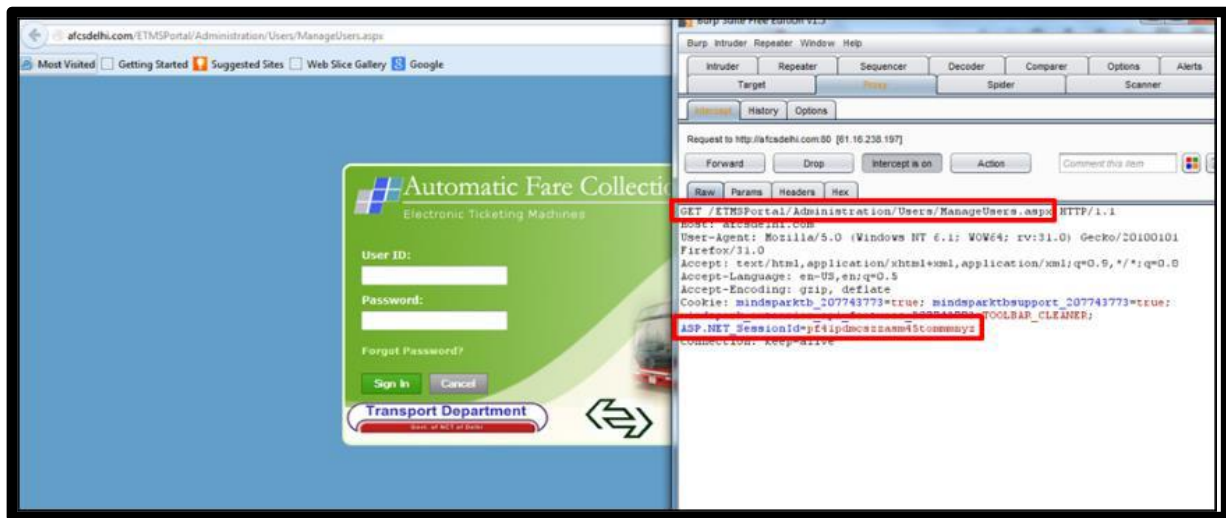 afcsdelhi.com/ETMSPortal/Administration/Users/ManageUsers.aspx
Most Visited Getting Started Suggested Sites Web Slice Gallery Google
Automatic Fare Collectio
Electronic Ticketing Machines
User ID:
Password:
Forgot Password?
Sign In Cancel
Transport Department
Govt. of NCT of Delhi
Burp Suite Free Edition v1.5
Burp Intruder Repeater Window Help
Intruder Repeater Sequencer Decoder Comparer Options Alerts
Target Proxy Spider Scanner
Intercept History Options
Request to http://afcsdelhi.com:80 [61.16.238.197]
Forward Drop Intercept is on Action Comment this item
Raw Params Headers Hex
GET /ETMSPortal/Administration/Users/ManageUsers.aspx HTTP/1.1
Host: afcsdelhi.com
User-Agent: Mozilla/5.0 (Windows NT 6.1; WOW64; rv:31.0) Gecko/20100101
Firefox/31.0
Accept: text/html,application/xhtml+xml,application/xml;q=0.9,*/*;q=0.8
Accept-Language: en-US,en;q=0.5
Accept-Encoding: gzip, deflate
Cookie: mindsparktb_207743773=true; mindsparktbsupport_207743773=true;
TOOLBAR_CLEANER;
ASP.NET_SessionId=pf4ipdmcszzasm45tommmnyz
Connection: keep-alive